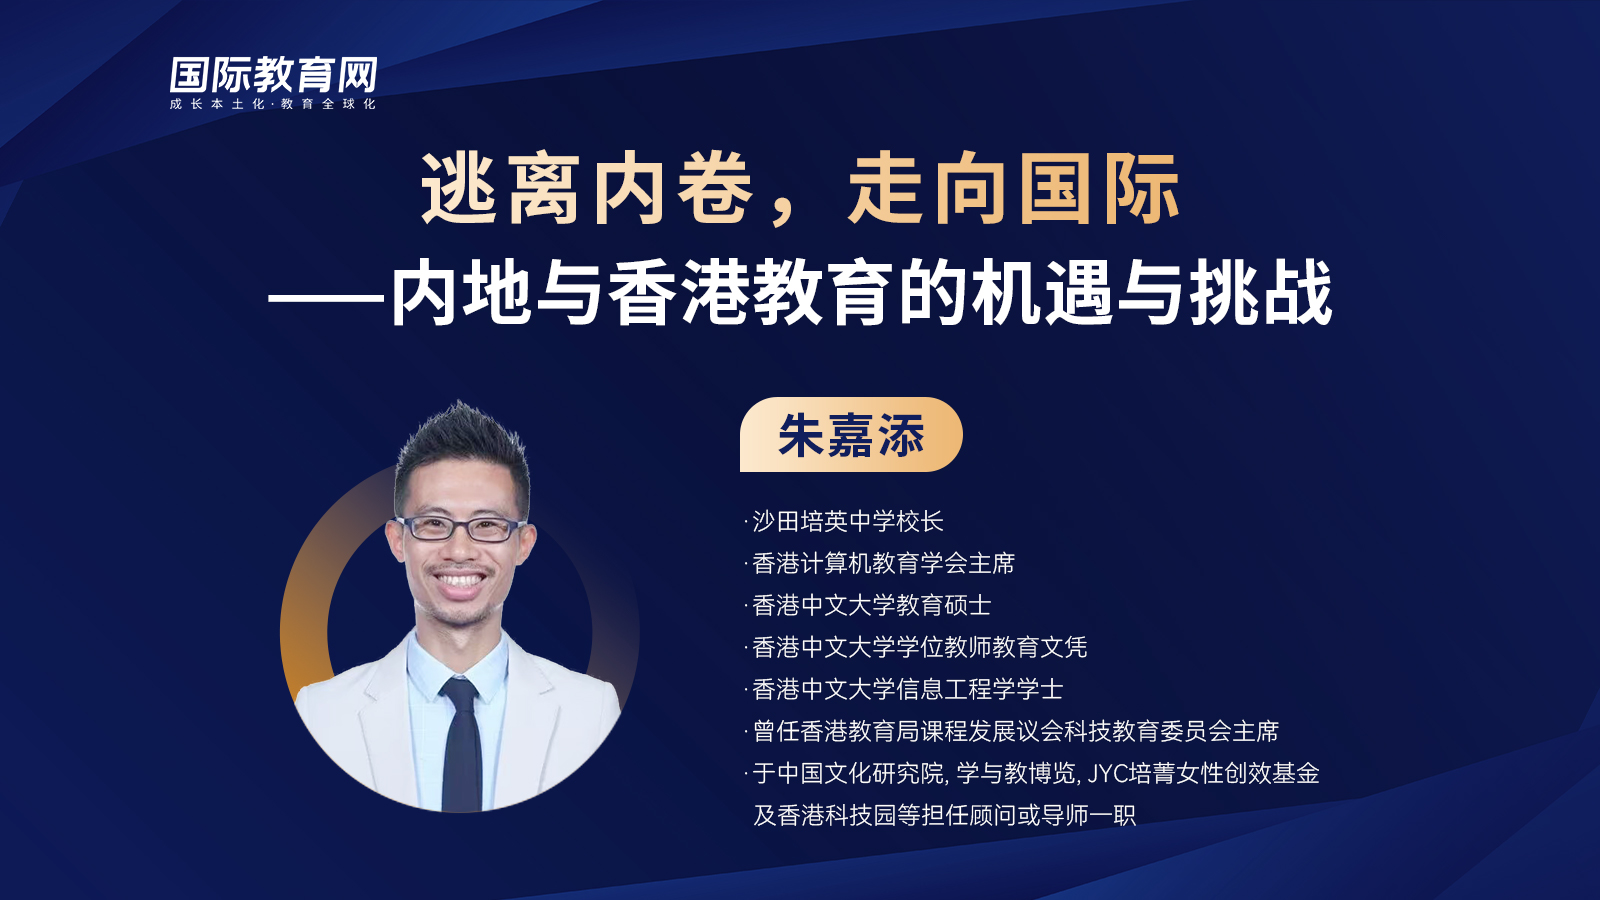 国际教育网
成长本土化·教育全球化
逃离内卷，走向国际
——内地与香港教育的机遇与挑战
朱嘉添
·沙田培英中学校长
·香港计算机教育学会主席
·香港中文大学教育硕士
·香港中文大学学位教师教育文凭
·香港中文大学信息工程学学士
·曾任香港教育局课程发展议会科技教育委员会主席
·于中国文化研究院, 学与教博览, JYC培菁女性创效基金
及香港科技园等担任顾问或导师一职